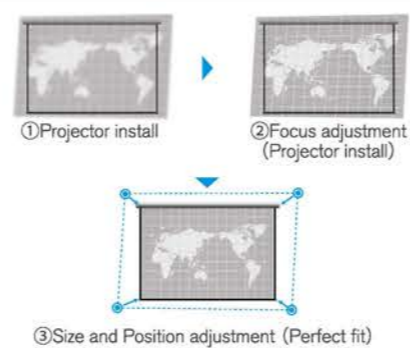 ①Projector install
②Focus adjustment
(Projector install)
③Size and Position adjustment (Perfect fit)